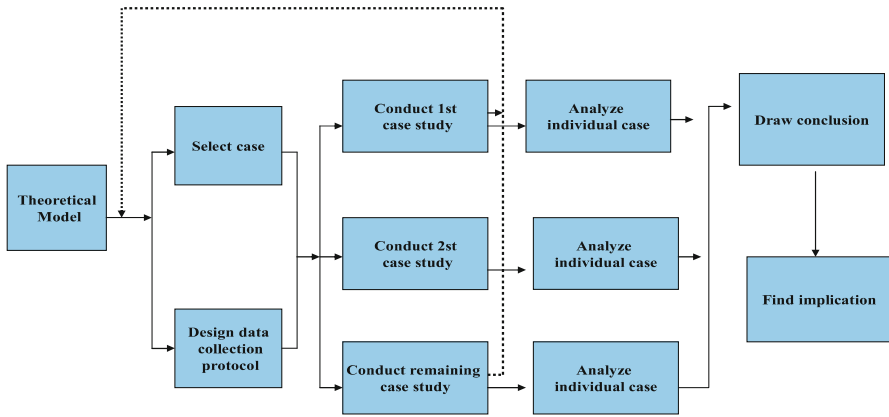 Theoretical
Model
Select case
Design data
collection
protocol
Conduct 1st
case study
Conduct 2st
case study
Conduct remaining
case study
Analyze
individual case
Analyze
individual case
Analyze
individual case
Draw conclusion
Find implication